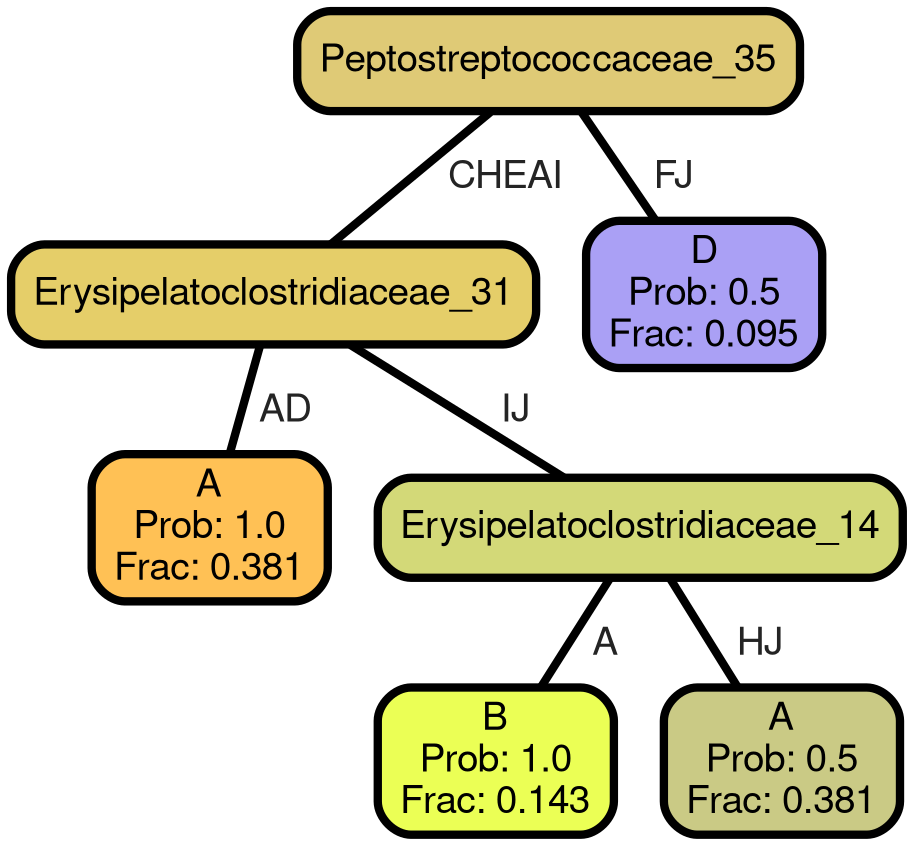 Peptostreptococcaceae_35
CHEAI
FJ
Erysipelatoclostridiaceae_31
D
Prob: 0.5
Frac: 0.095
AD
IJ
A
Prob: 1.0
Frac: 0.381
Erysipelatoclostridiaceae_14
A
HJ
B
Prob: 1.0
Frac: 0.143
A
Prob: 0.5
Frac: 0.381